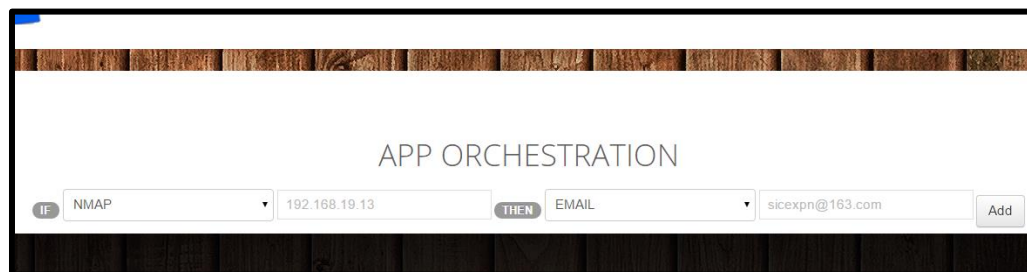 APP ORCHESTRATION
IF NMAP 192.168.19.13 THEN EMAIL sicexpn@163.com Add